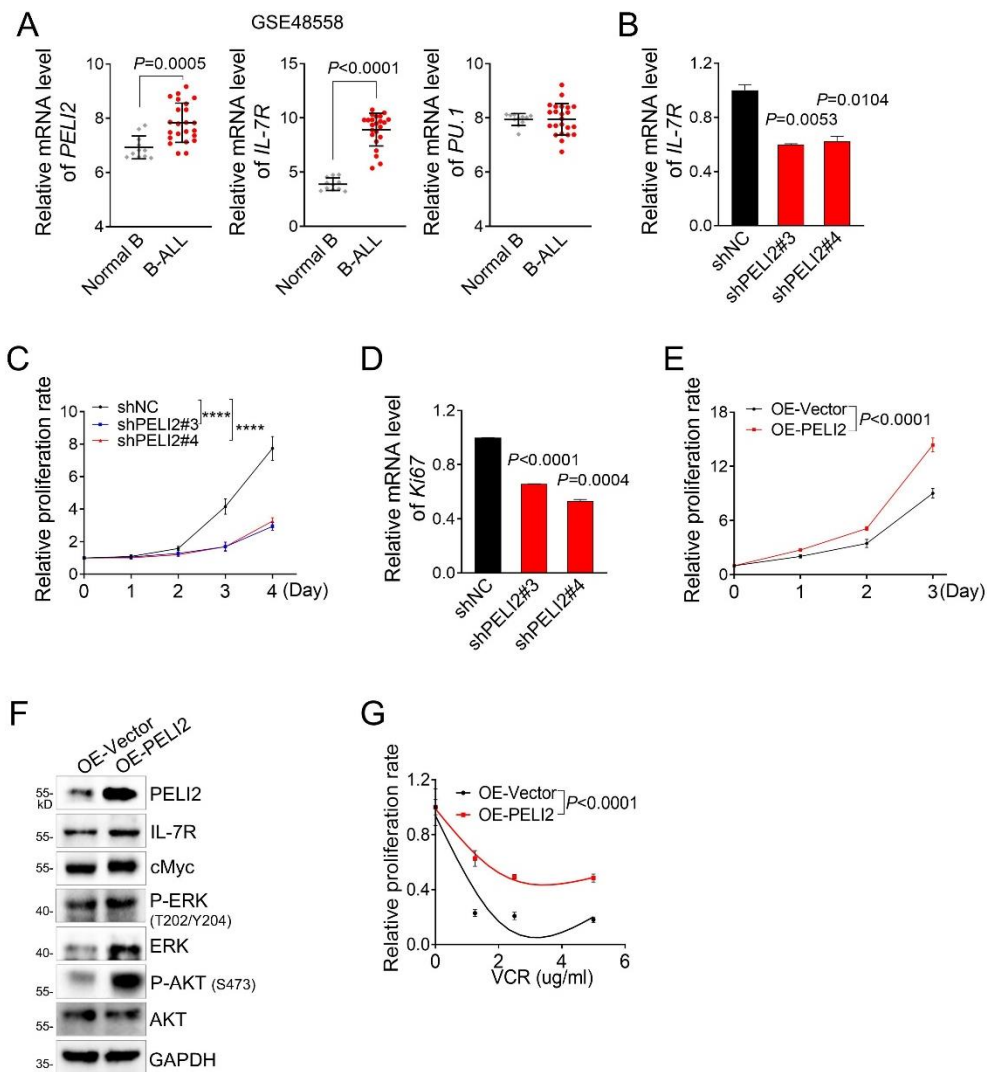 A
GSE48558
Relative mRNA level
of PELI2
10
8
6
4
P=0.0005
Normal B
B-ALL
Relative mRNA level
of IL-7R
15
10
5
0
P<0.0001
Normal B
B-ALL
Relative mRNA level
of PU.1
10
8
6
4
Normal B
B-ALL
B
Relative mRNA level
of IL-7R
1.2
0.9
0.6
0.3
0.0
P=0.0053
P=0.0104
shNC
shPELI2#3
shPELI2#4
C
Relative proliferation rate
10
8
6
4
2
0
shNC
shPELI2#3
shPELI2#4
****
****
0 1 2 3 4 (Day)
D
Relative mRNA level
of Ki67
1.2
0.9
0.6
0.3
0.0
P<0.0001
P=0.0004
shNC
shPELI2#3
shPELI2#4
E
Relative proliferation rate
18
12
6
0
OE-Vector
OE-PELI2
P<0.0001
0 1 2 3(Day)
F
OE-Vector
OE-PELI2
55-
kD
PELI2
55-
IL-7R
55-
cMyc
40-
P-ERK
(T202/Y204)
40-
ERK
55-
P-AKT (S473)
55-
AKT
35-
GAPDH
G
Relative proliferation rate
1.2
0.8
0.4
0.0
OE-Vector
OE-PELI2
P<0.0001
0 2 4 6
VCR (ug/ml)